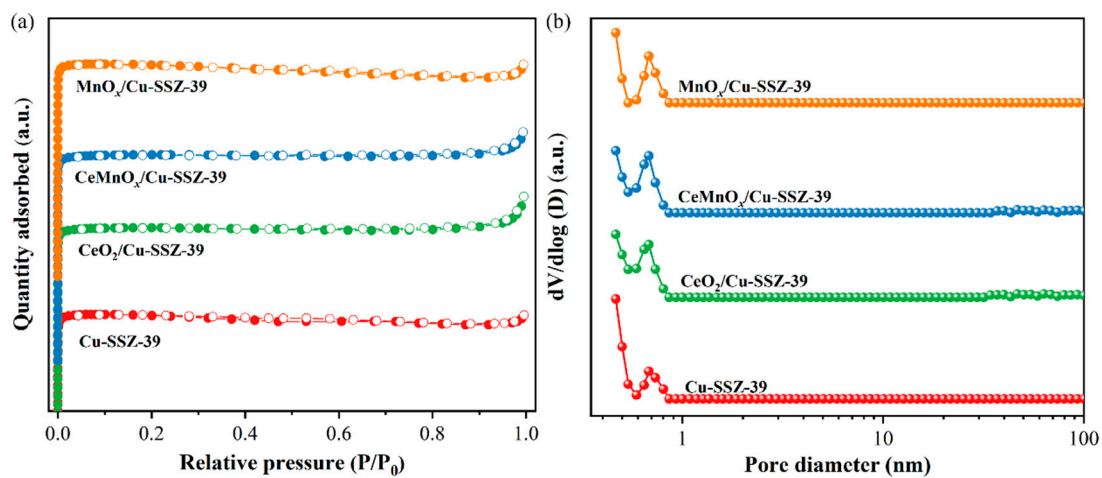 (a)
Quantity adsorbed (a.u.)
MnOₓ/Cu-SSZ-39
CeMnOₓ/Cu-SSZ-39
CeO₂/Cu-SSZ-39
Cu-SSZ-39
0.0 0.2 0.4 0.6 0.8 1.0
Relative pressure (P/P₀)
(b)
dV/dlog (D) (a.u.)
MnOₓ/Cu-SSZ-39
CeMnOₓ/Cu-SSZ-39
CeO₂/Cu-SSZ-39
Cu-SSZ-39
1 10 100
Pore diameter (nm)